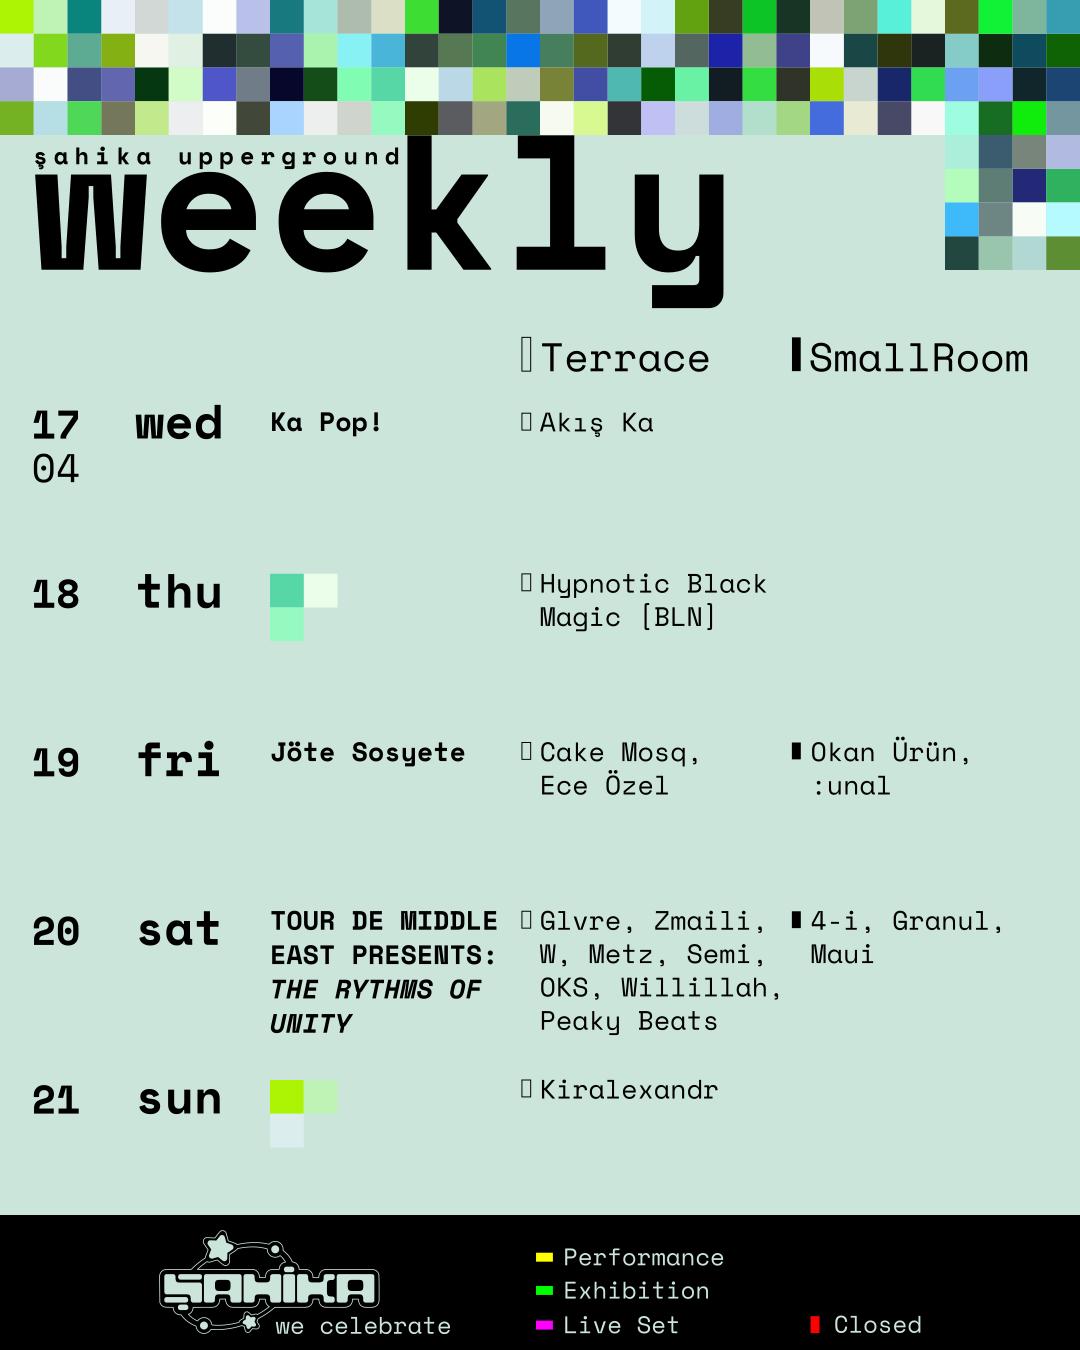 şahika upperground
weekly
Terrace
SmallRoom
17 wed Ka Pop! Akış Ka
04
18 thu Hypnotic Black
Magic [BLN]
19 fri Jöte Sosyete Cake Mosq, Okan Ürün,
Ece Özel :unal
20 sat TOUR DE MIDDLE Glvre, Zmaili, 4-i, Granul,
EAST PRESENTS: W, Metz, Semi, Maui
THE RYTHMS OF OKS, Willillah,
UNITY Peaky Beats
21 sun Kiralexandr
ŞAHİKA
we celebrate
Performance
Exhibition
Live Set
Closed